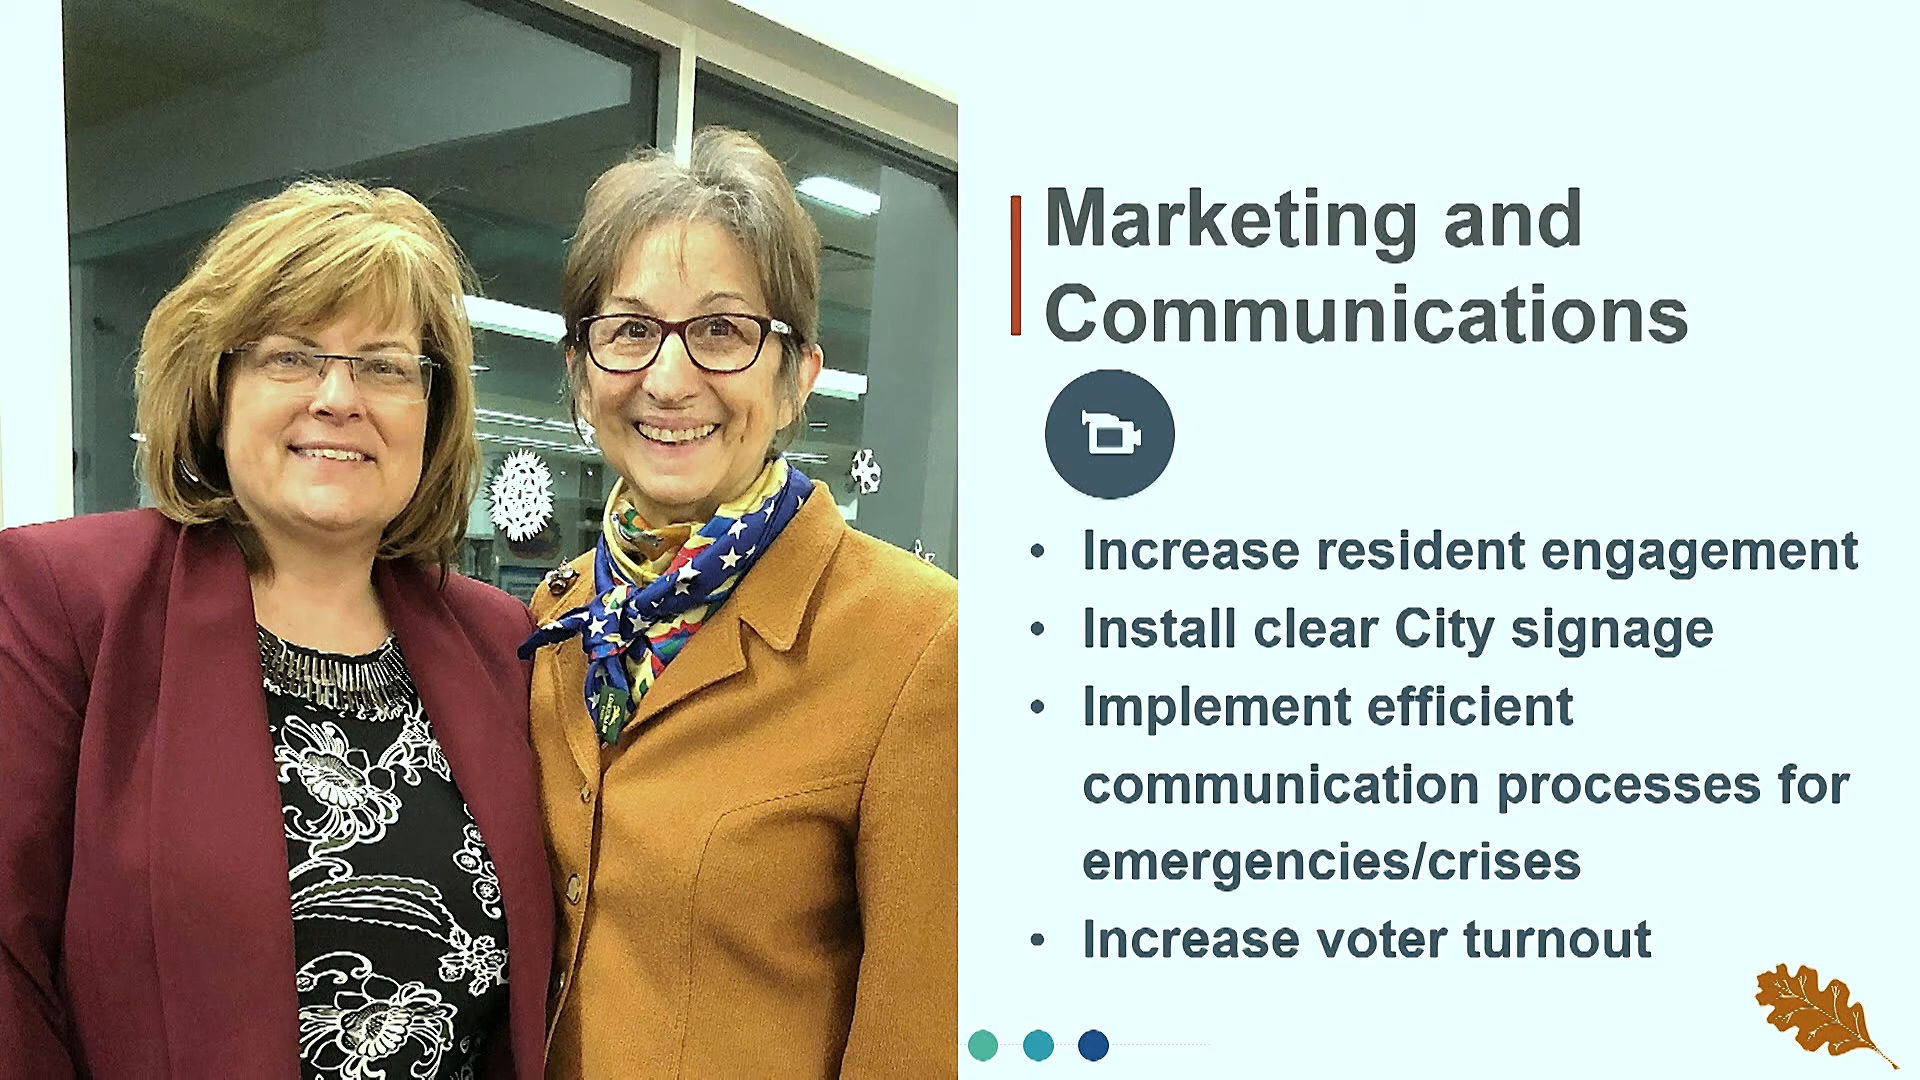 Marketing and
Communications
• Increase resident engagement
• Install clear City signage
• Implement efficient
communication processes for
emergencies/crises
• Increase voter turnout